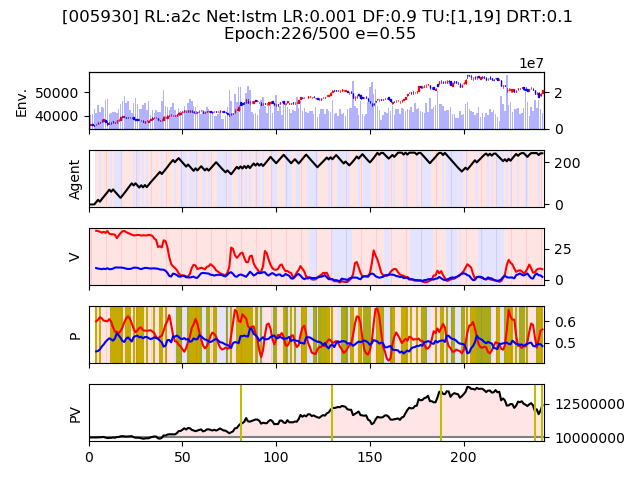 [005930] RL:a2c Net:lstm LR:0.001 DF:0.9 TU:[1,19] DRT:0.1
Epoch:226/500 e=0.55
1e7
Env.
50000
40000
2
0
Agent
200
0
V
25
0
P
0.6
0.5
PV
12500000
10000000
0 50 100 150 200